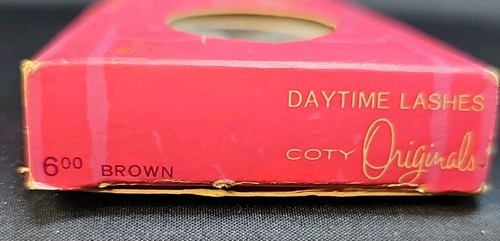 DAYTIME LASHES
COTY Originals
6⁰⁰ BROWN